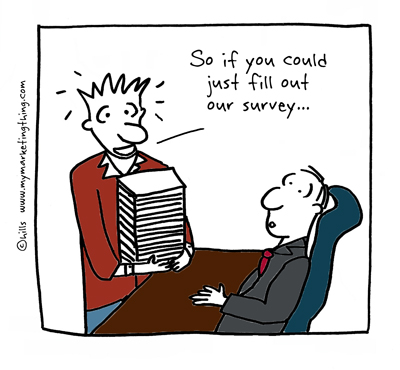 So if you could
just fill out
our survey...
©hills www.mymarketingthing.com